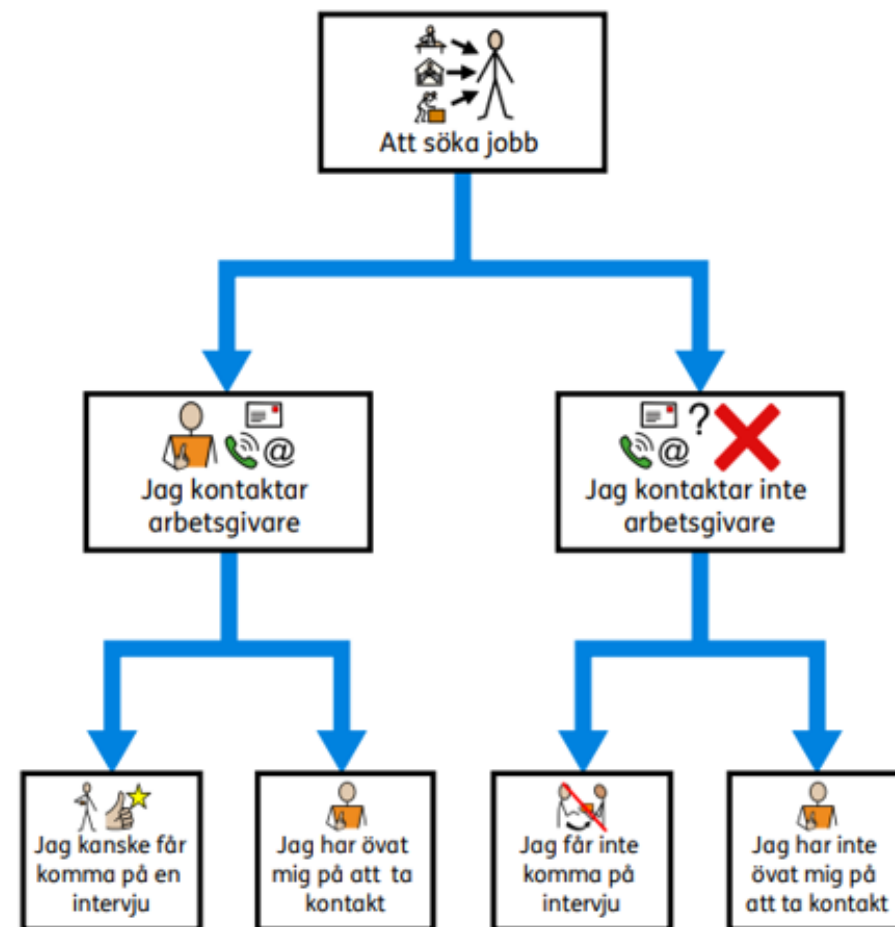 Att söka jobb
@
? 
@
Jag kontaktar
arbetsgivare
Jag kontaktar inte
arbetsgivare
Jag kanske får
komma på en
intervju
Jag har övat
mig på att ta
kontakt
Jag får inte
komma på
intervju
Jag har inte
övat mig på
att ta kontakt